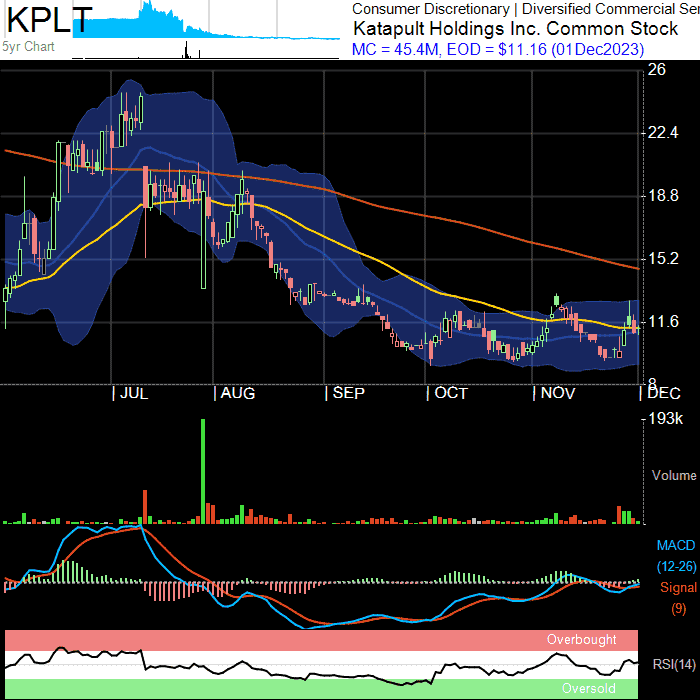 KPLT
5yr Chart
Consumer Discretionary | Diversified Commercial Ser
Katapult Holdings Inc. Common Stock
MC = 45.4M, EOD = $11.16 (01Dec2023)
26
22.4
18.8
15.2
11.6
8
JUL AUG SEP OCT NOV DEC
193k
Volume
MACD
(12-26)
Signal
(9)
Overbought
RSI(14)
Oversold